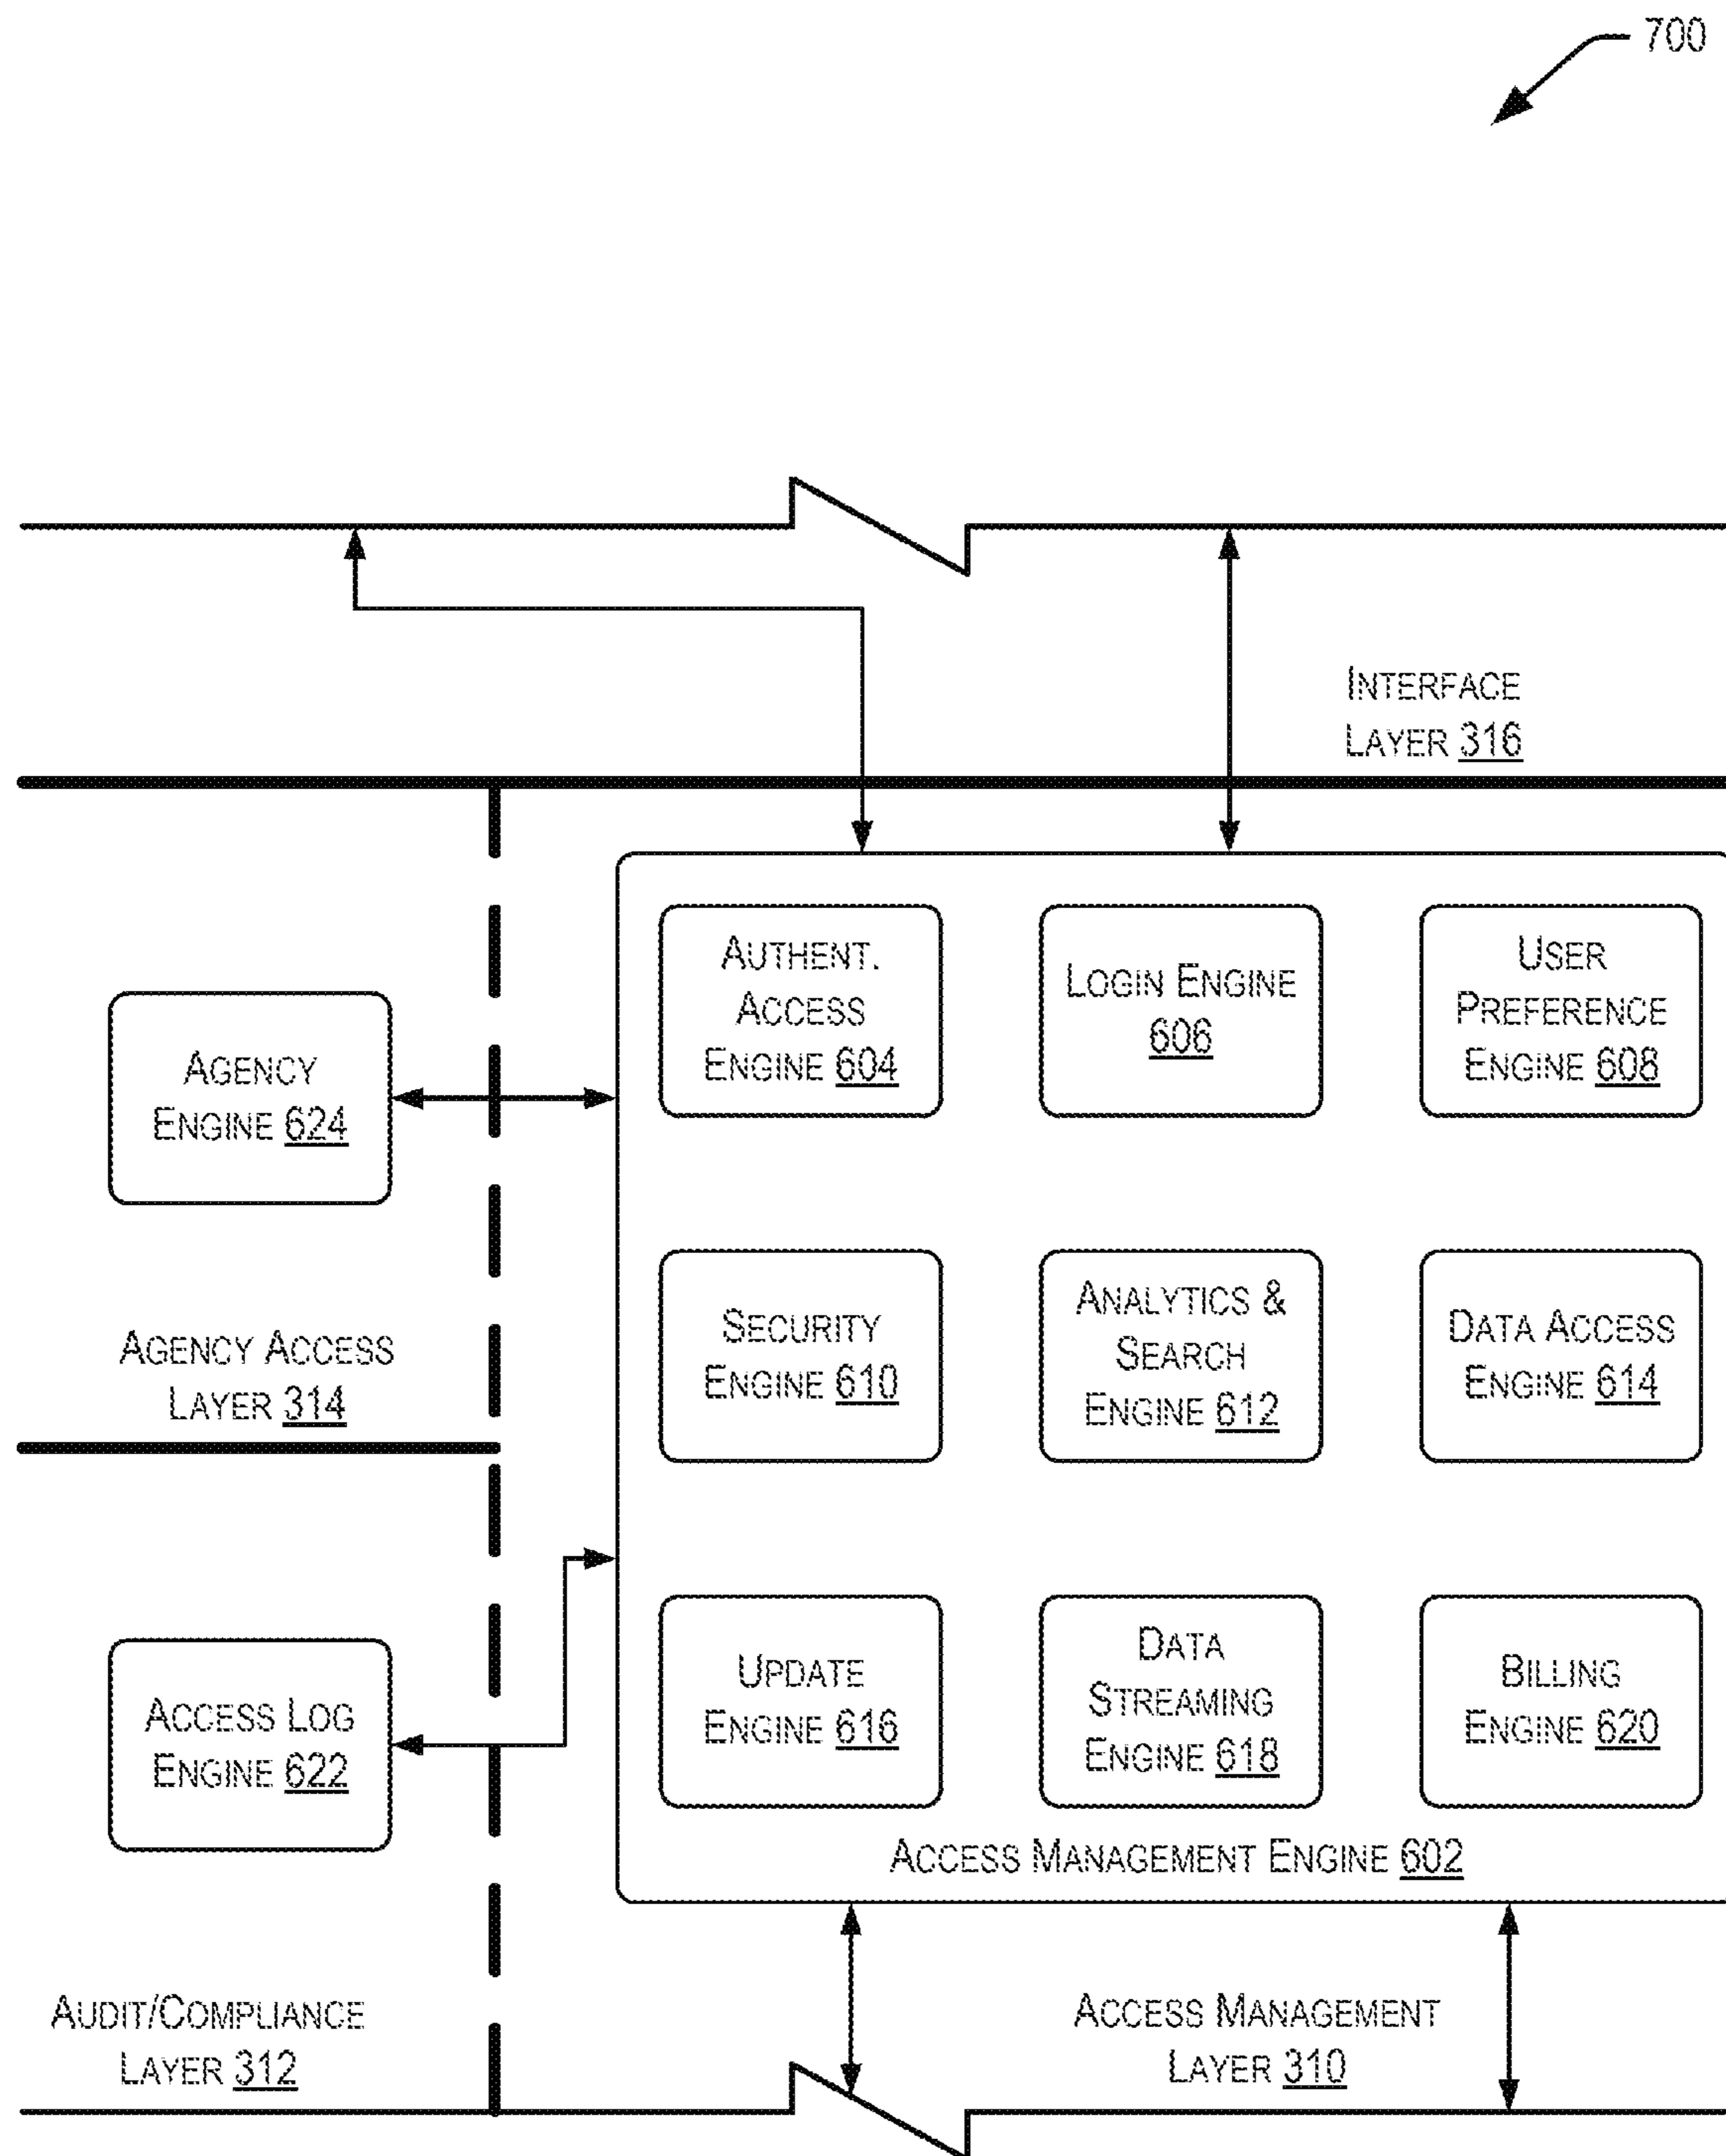 700
INTERFACE
LAYER 316
AUTHENT.
ACCESS
ENGINE 604
LOGIN ENGINE
606
USER
PREFERENCE
ENGINE 608
AGENCY
ENGINE 624
SECURITY
ENGINE 610
ANALYTICS &
SEARCH
ENGINE 612
DATA ACCESS
ENGINE 614
AGENCY ACCESS
LAYER 314
UPDATE
ENGINE 616
DATA
STREAMING
ENGINE 618
BILLING
ENGINE 620
ACCESS LOG
ENGINE 622
ACCESS MANAGEMENT ENGINE 602
AUDIT/COMPLIANCE
LAYER 312
ACCESS MANAGEMENT
LAYER 310